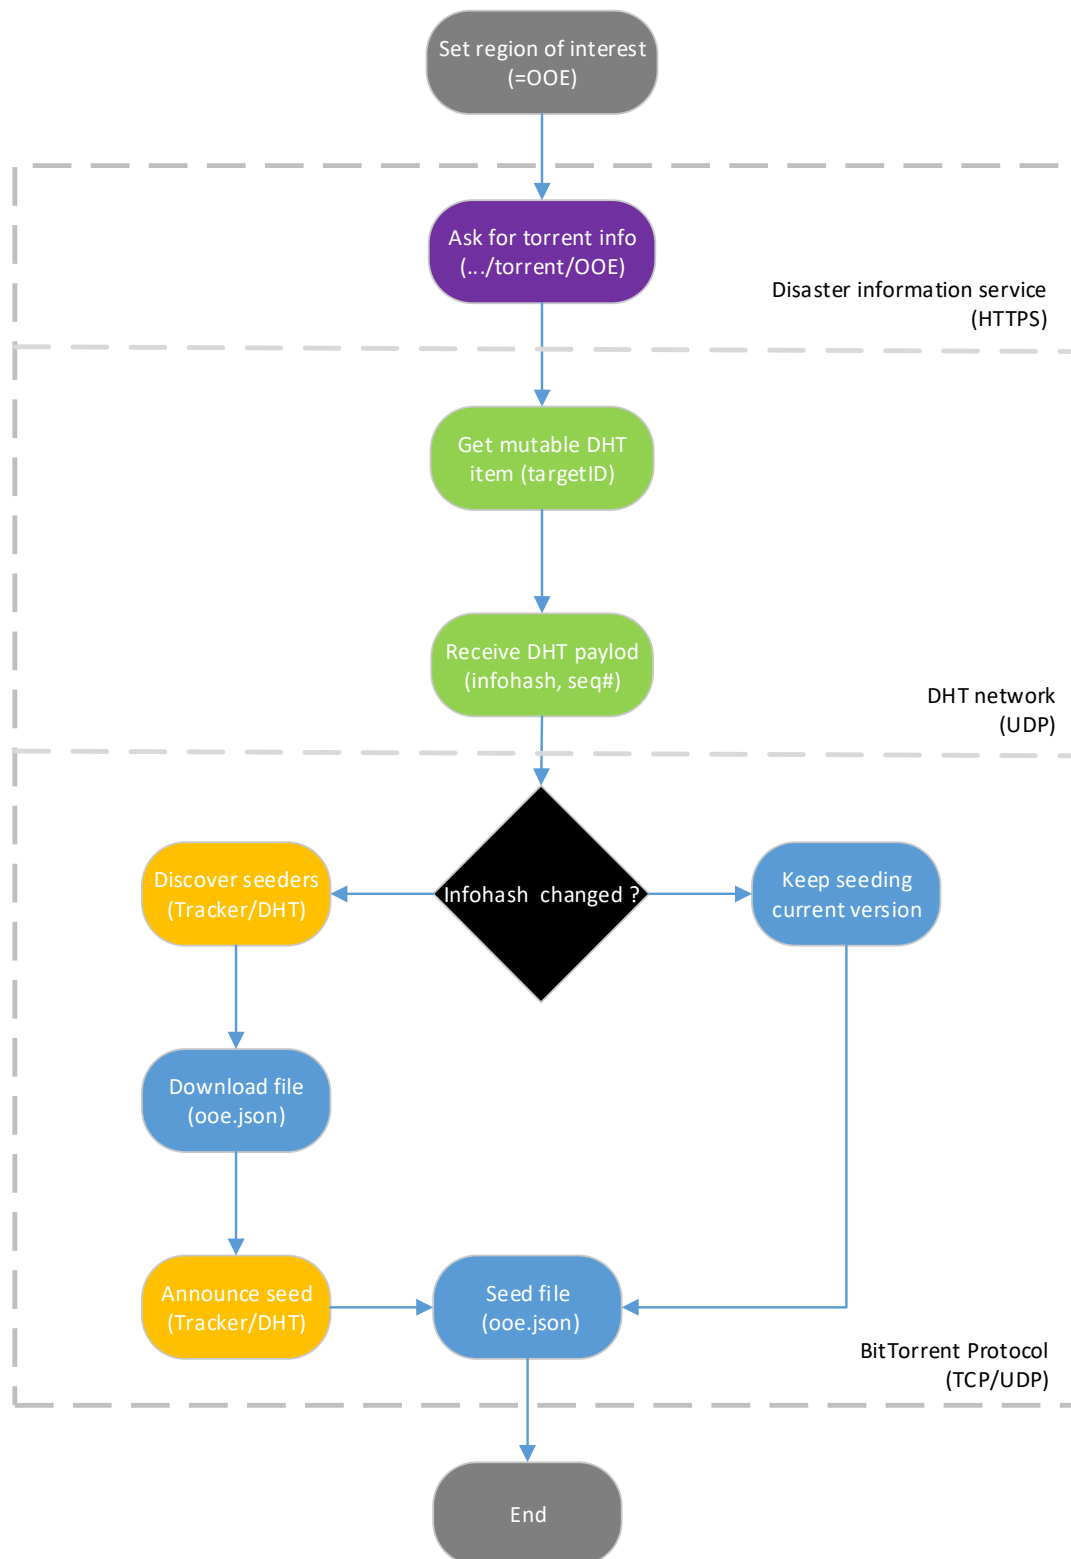 Set region of interest
(=OOE)
Ask for torrent info
(.../torrent/OOE)
Disaster information service
(HTTPS)
Get mutable DHT
item (targetID)
Receive DHT paylod
(infohash, seq#)
DHT network
(UDP)
Discover seeders
(Tracker/DHT)
Infohash changed ?
Keep seeding
current version
Download file
(ooe.json)
Announce seed
(Tracker/DHT)
Seed file
(ooe.json)
BitTorrent Protocol
(TCP/UDP)
End